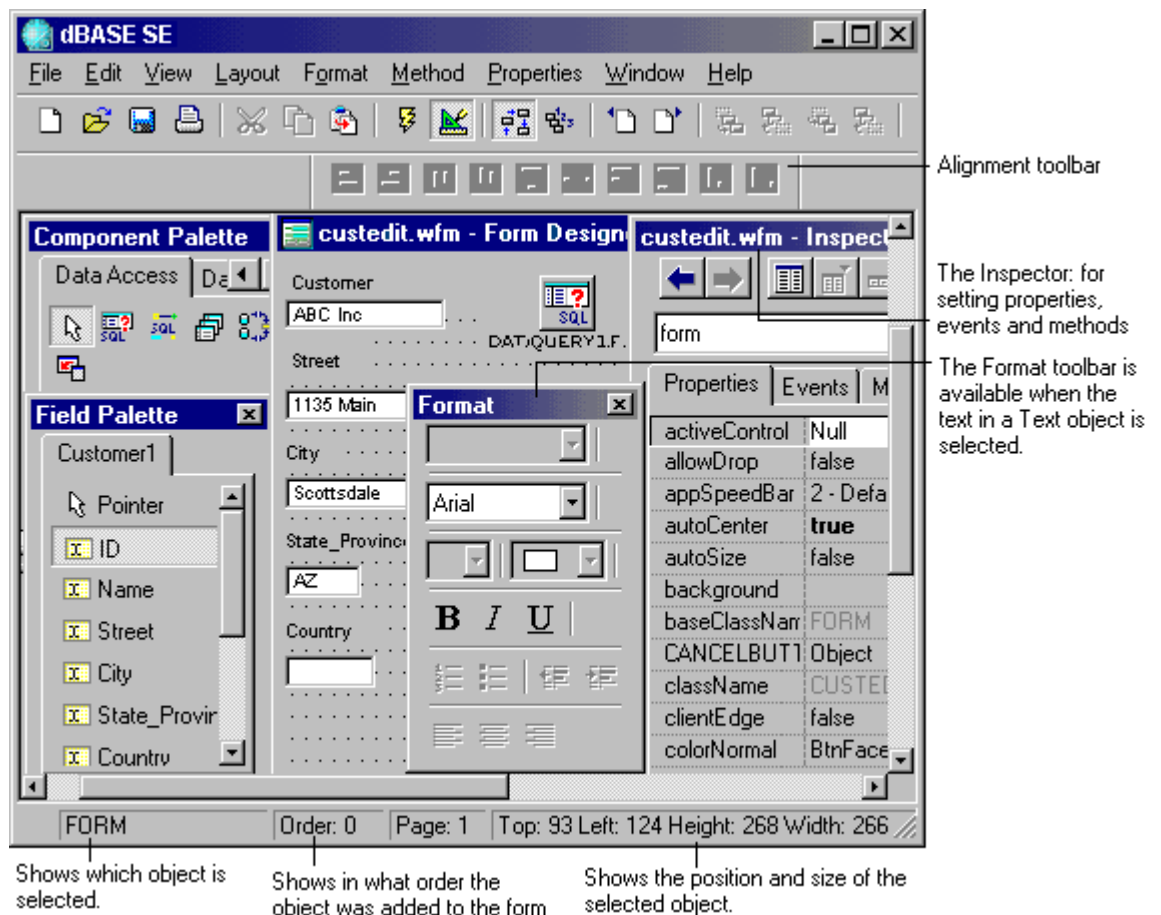 dBASE SE
File Edit View Layout Format Method Properties Window Help
Alignment toolbar
Component Palette
Data Access
Da
SQL
SQL
Field Palette
Customer1
Pointer
ID
Name
Street
City
State_Provin
Country
custedit.wfm - Form Design
Customer
ABC Inc
SQL
DATAQUERY1.F.
Street
1135 Main
City
Scottsdale
State_Province
AZ
Country
Format
Arial
B I U
custedit.wfm - Inspect
form
Properties Events M
activeControl Null
allowDrop false
appSpeedBar 2 - Defa
autoCenter true
autoSize false
background
baseClassNam FORM
CANCELBUTT Object
className CUSTED
clientEdge false
colorNormal BtnFace
The Inspector: for
setting properties,
events and methods
The Format toolbar is
available when the
text in a Text object is
selected.
FORM Order: 0 Page: 1 Top: 93 Left: 124 Height: 268 Width: 266
Shows which object is
selected.
Shows in what order the
object was added to the form
Shows the position and size of the
selected object.